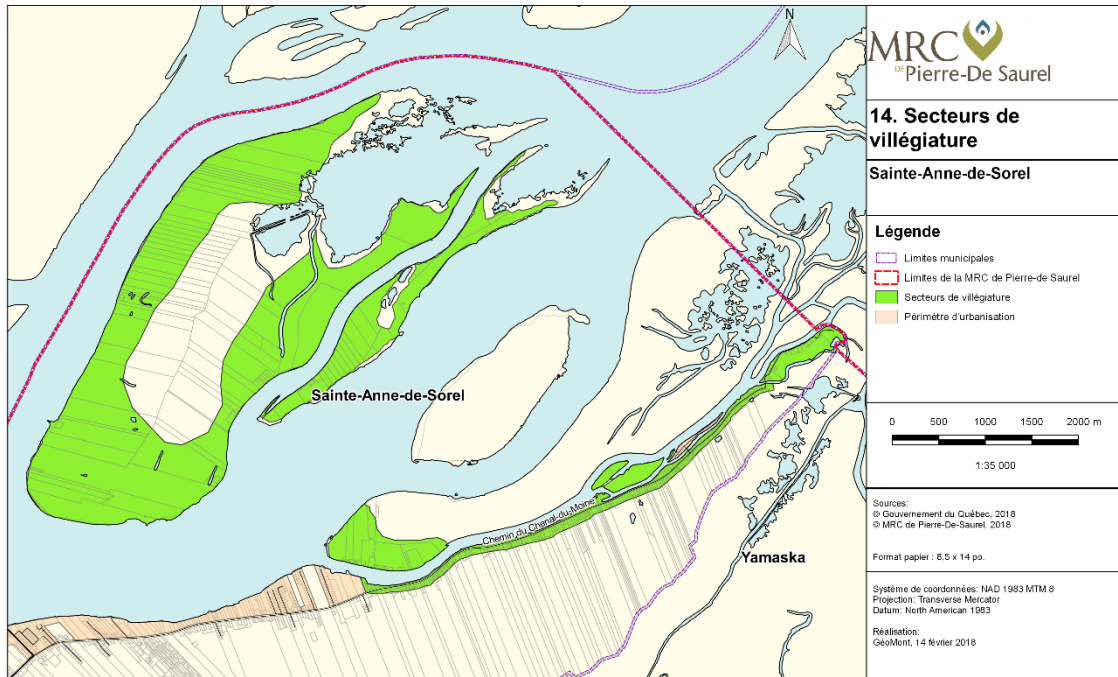 N
Sainte-Anne-de-Sorel
Chemin du Chenal-du-Moine
Yamaska
MRC
DE Pierre-De Saurel
14. Secteurs de
villégiature
Sainte-Anne-de-Sorel
Légende
Limites municipales
Limites de la MRC de Pierre-de Saurel
Secteurs de villégiature
Périmètre d'urbanisation
0 500 1000 1500 2000 m
1:35 000
Sources:
© Gouvernement du Québec, 2018
© MRC de Pierre-De-Saurel, 2018
Format papier : 8,5 x 14 po.
Système de coordonnées: NAD 1983 MTM 8
Projection: Transverse Mercator
Datum: North American 1983
Réalisation:
GéoMont, 14 février 2018